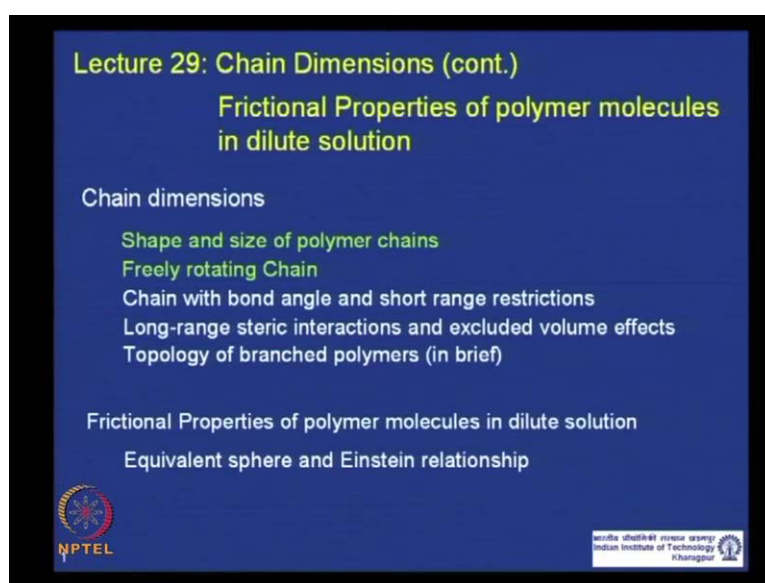 Lecture 29: Chain Dimensions (cont.)
Frictional Properties of polymer molecules
in dilute solution
Chain dimensions
Shape and size of polymer chains
Freely rotating Chain
Chain with bond angle and short range restrictions
Long-range steric interactions and excluded volume effects
Topology of branched polymers (in brief)
Frictional Properties of polymer molecules in dilute solution
Equivalent sphere and Einstein relationship
NPTEL
भारतीय प्रौद्योगिकी संस्थान खड़गपुर
Indian Institute of Technology
Kharagpur